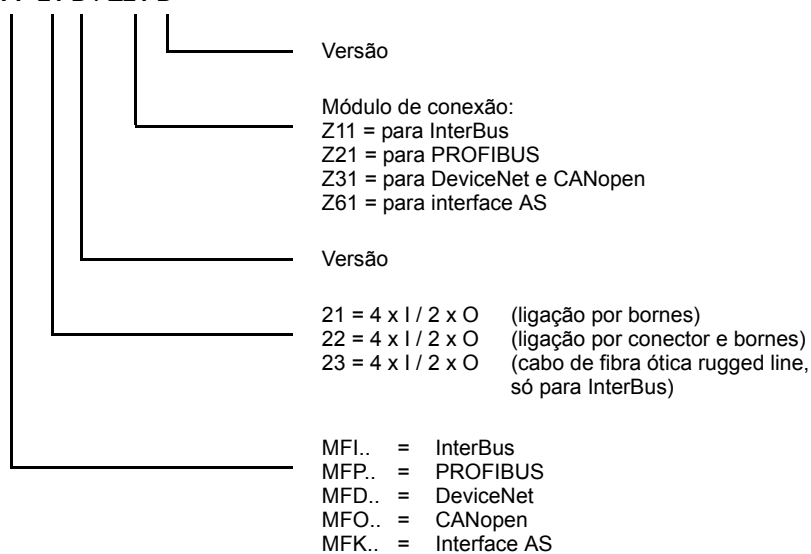 Versão
Módulo de conexão:
Z11 = para InterBus
Z21 = para PROFIBUS
Z31 = para DeviceNet e CANopen
Z61 = para interface AS
Versão
21 = 4 x I / 2 x O (ligação por bornes)
22 = 4 x I / 2 x O (ligação por conector e bornes)
23 = 4 x I / 2 x O (cabo de fibra ótica rugged line,
só para InterBus)
MFI.. = InterBus
MFP.. = PROFIBUS
MFD.. = DeviceNet
MFO.. = CANopen
MFK.. = Interface AS